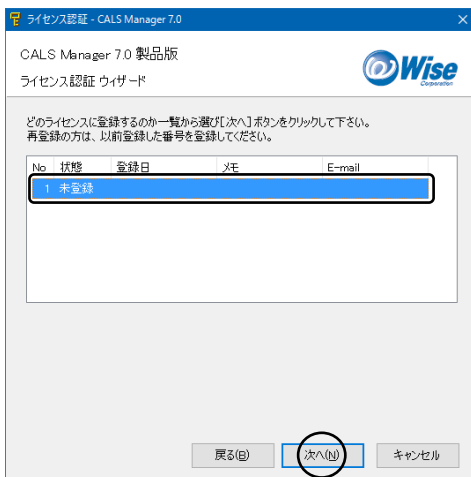 ライセンス認証 - CALS Manager 7.0
CALS Manager 7.0 製品版
ライセンス認証 ウィザード
Wise
Corporation
どのライセンスに登録するのか一覧から選び[次へ]ボタンをクリックして下さい。
再登録の方は、以前登録した番号を登録してください。
No 状態 登録日 メモ E-mail
1 未登録
戻る(B) 次へ(N) キャンセル